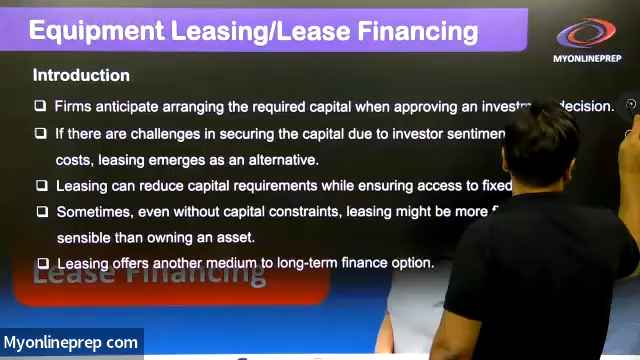 Equipment Leasing/Lease Financing
MYONLINEPREP
Introduction
Firms anticipate arranging the required capital when approving an decision.
If there are challenges in securing the capital due to investor
costs, leasing emerges as an alternative.
Leasing can reduce capital requirements while ensuring access to fixed
Sometimes, even without capital constraints, leasing might be more
sensible than owning an asset.
Leasing offers another medium to long-term finance option.
Lease Financing
Myonlineprep com